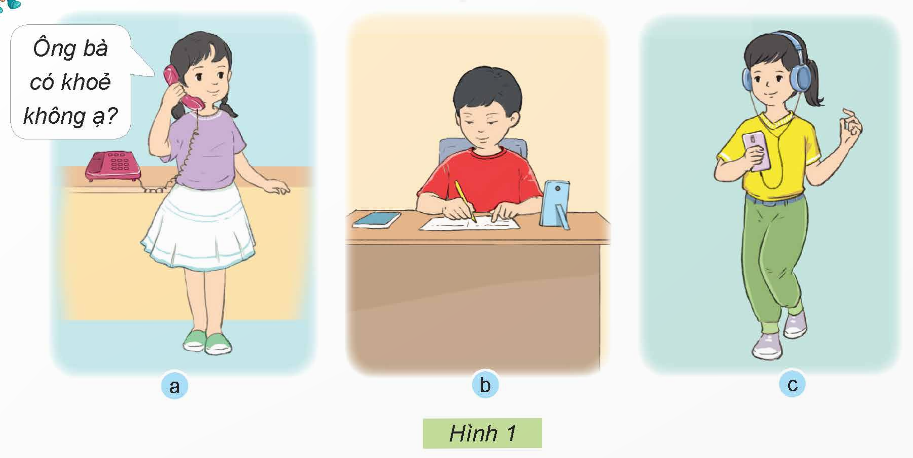 Ông bà
có khoẻ
không ạ?
a
b
c
Hình 1